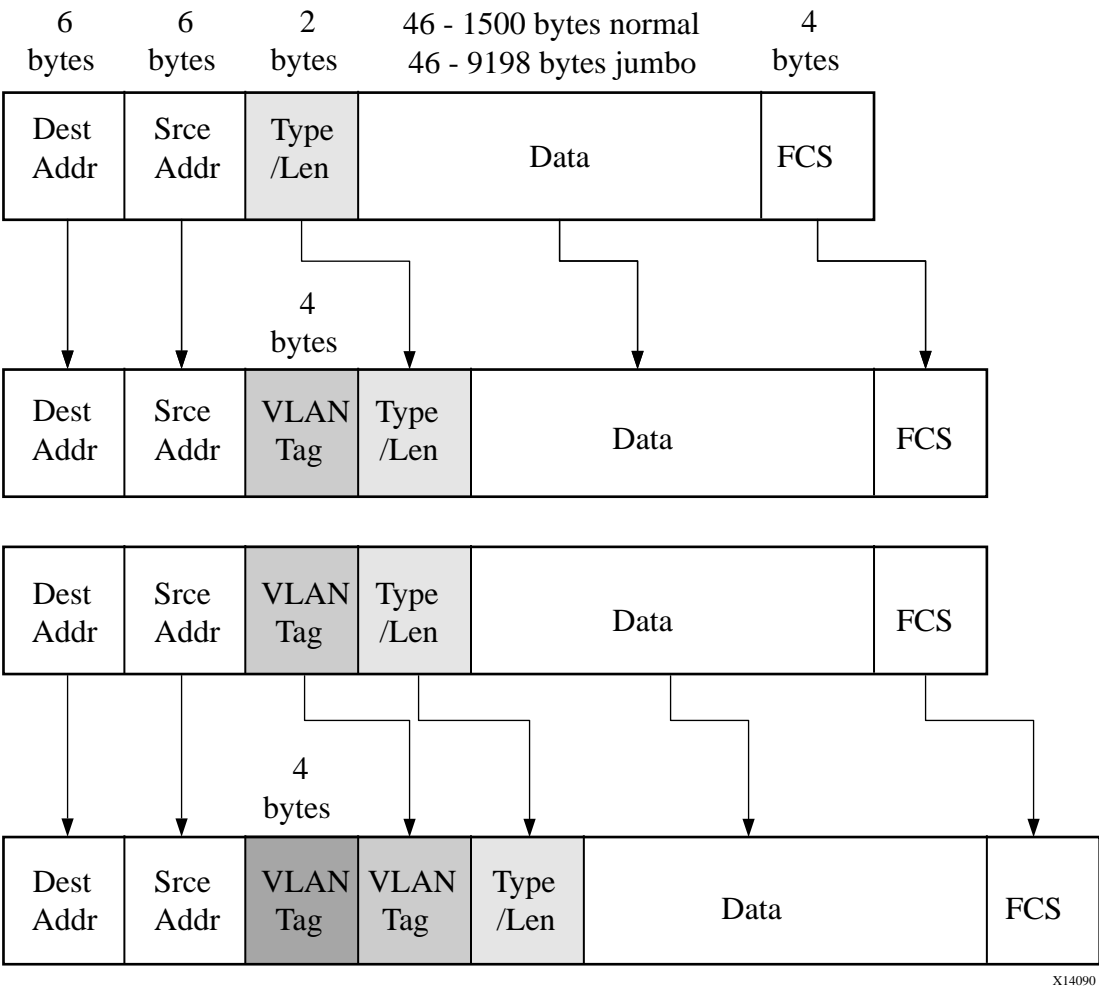 6 6 2 46 - 1500 bytes normal 4
bytes bytes bytes 46 - 9198 bytes jumbo bytes
Dest Srce Type
Addr Addr /Len Data FCS
4
bytes
Dest Srce VLAN Type
Addr Addr Tag /Len Data FCS
Dest Srce VLAN Type
Addr Addr Tag /Len Data FCS
4
bytes
Dest Srce VLAN VLAN Type
Addr Addr Tag Tag /Len Data FCS
X14090